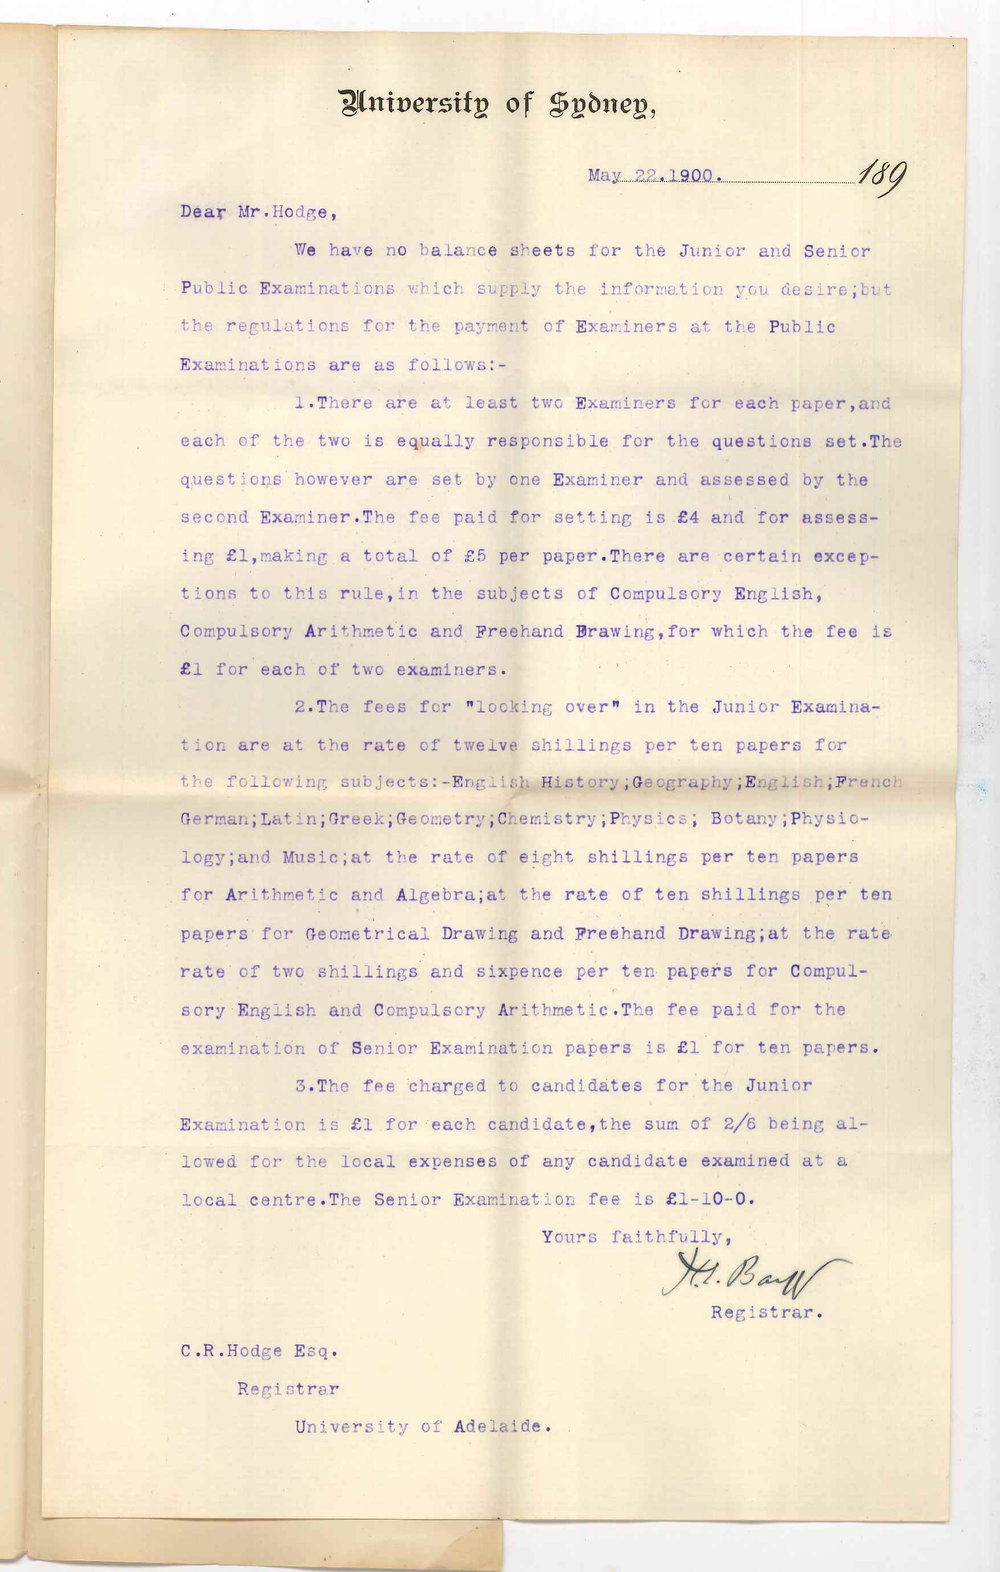 University of Sydney,
May 22.1900. 189
Dear Mr.Hodge,
We have no balance sheets for the Junior and Senior
Public Examinations which supply the information you desire;but
the regulations for the payment of Examiners at the Public
Examinations are as follows:-
1.There are at least two Examiners for each paper,and
each of the two is equally responsible for the questions set.The
questions however are set by one Examiner and assessed by the
second Examiner.The fee paid for setting is £4 and for assess-
ing £1,making a total of £5 per paper.There are certain excep-
tions to this rule,in the subjects of Compulsory English,
Compulsory Arithmetic and Freehand Drawing,for which the fee is
£1 for each of two examiners.
2.The fees for "looking over" in the Junior Examina-
tion are at the rate of twelve shillings per ten papers for
the following subjects:-English History;Geography;English;French
German;Latin;Greek;Geometry;Chemistry;Physics; Botany;Physio-
logy;and Music;at the rate of eight shillings per ten papers
for Arithmetic and Algebra;at the rate of ten shillings per ten
papers for Geometrical Drawing and Freehand Drawing;at the rate
rate of two shillings and sixpence per ten papers for Compul-
sory English and Compulsory Arithmetic.The fee paid for the
examination of Senior Examination papers is £1 for ten papers.
3.The fee charged to candidates for the Junior
Examination is £1 for each candidate,the sum of 2/6 being al-
lowed for the local expenses of any candidate examined at a
local centre.The Senior Examination fee is £1-10-0.
Yours faithfully,
H.E. Barff
Registrar.
C.R.Hodge Esq.
Registrar
University of Adelaide.